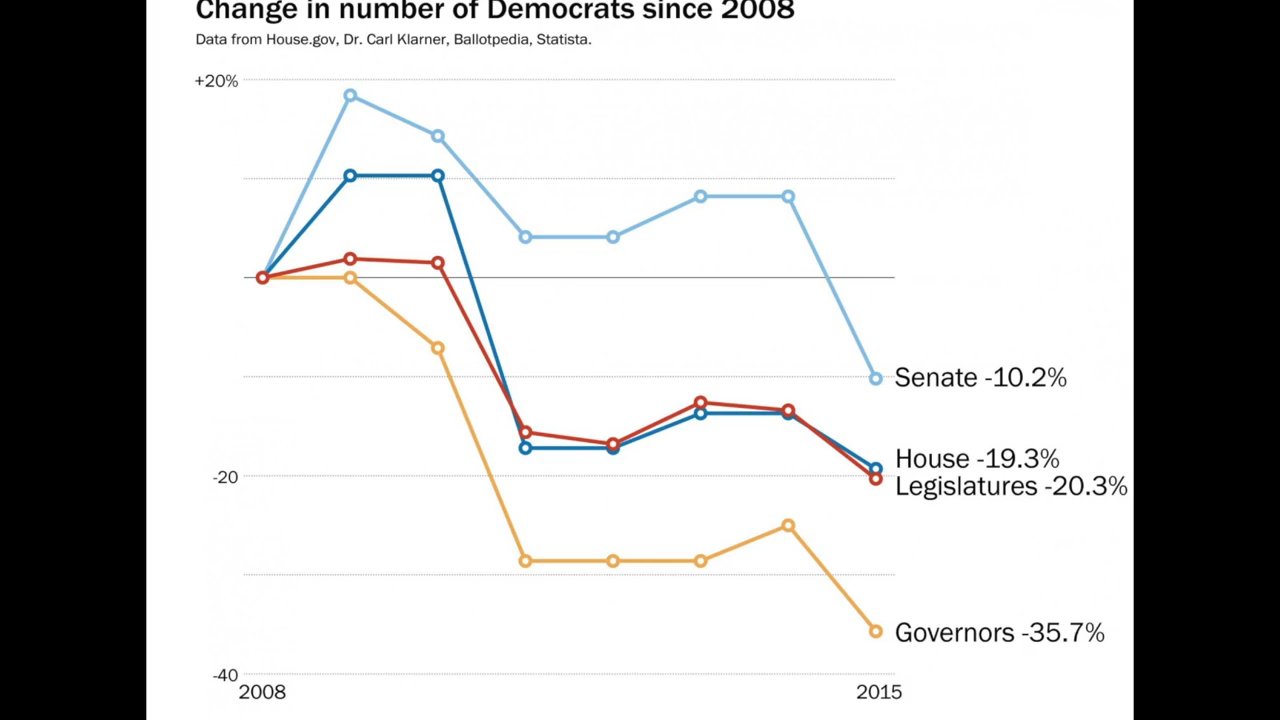 Change in number of Democrats since 2008
Data from House.gov, Dr. Carl Klarner, Ballotpedia, Statista.
+20%
Senate -10.2%
House -19.3%
-20
Legislatures -20.3%
Governors -35.7%
-40
2008
2015